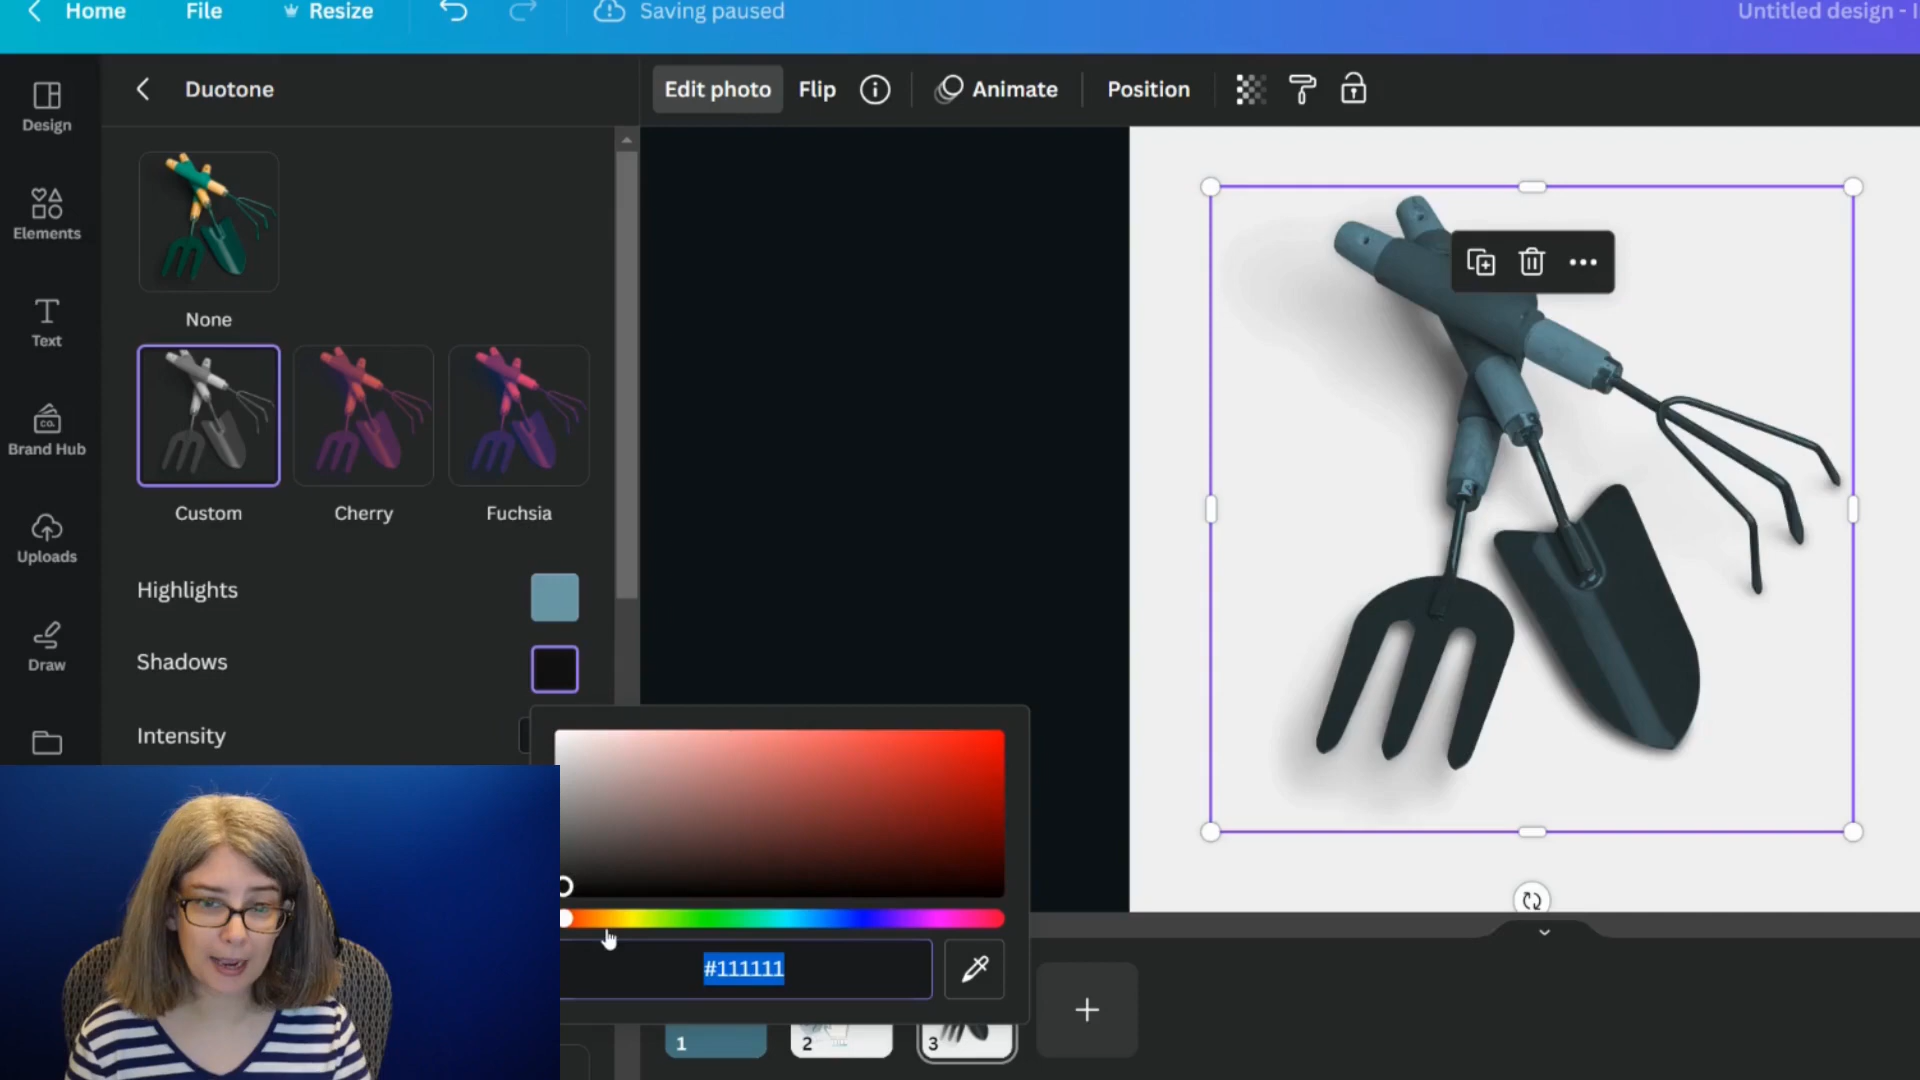 Home File Resize Saving paused Untitled design -
Design
Elements
Text
Brand Hub
CO.
Uploads
Draw
Duotone
None
Custom Cherry Fuchsia
Highlights
Shadows
Intensity
Edit photo Flip Animate Position
#111111
1 2 3